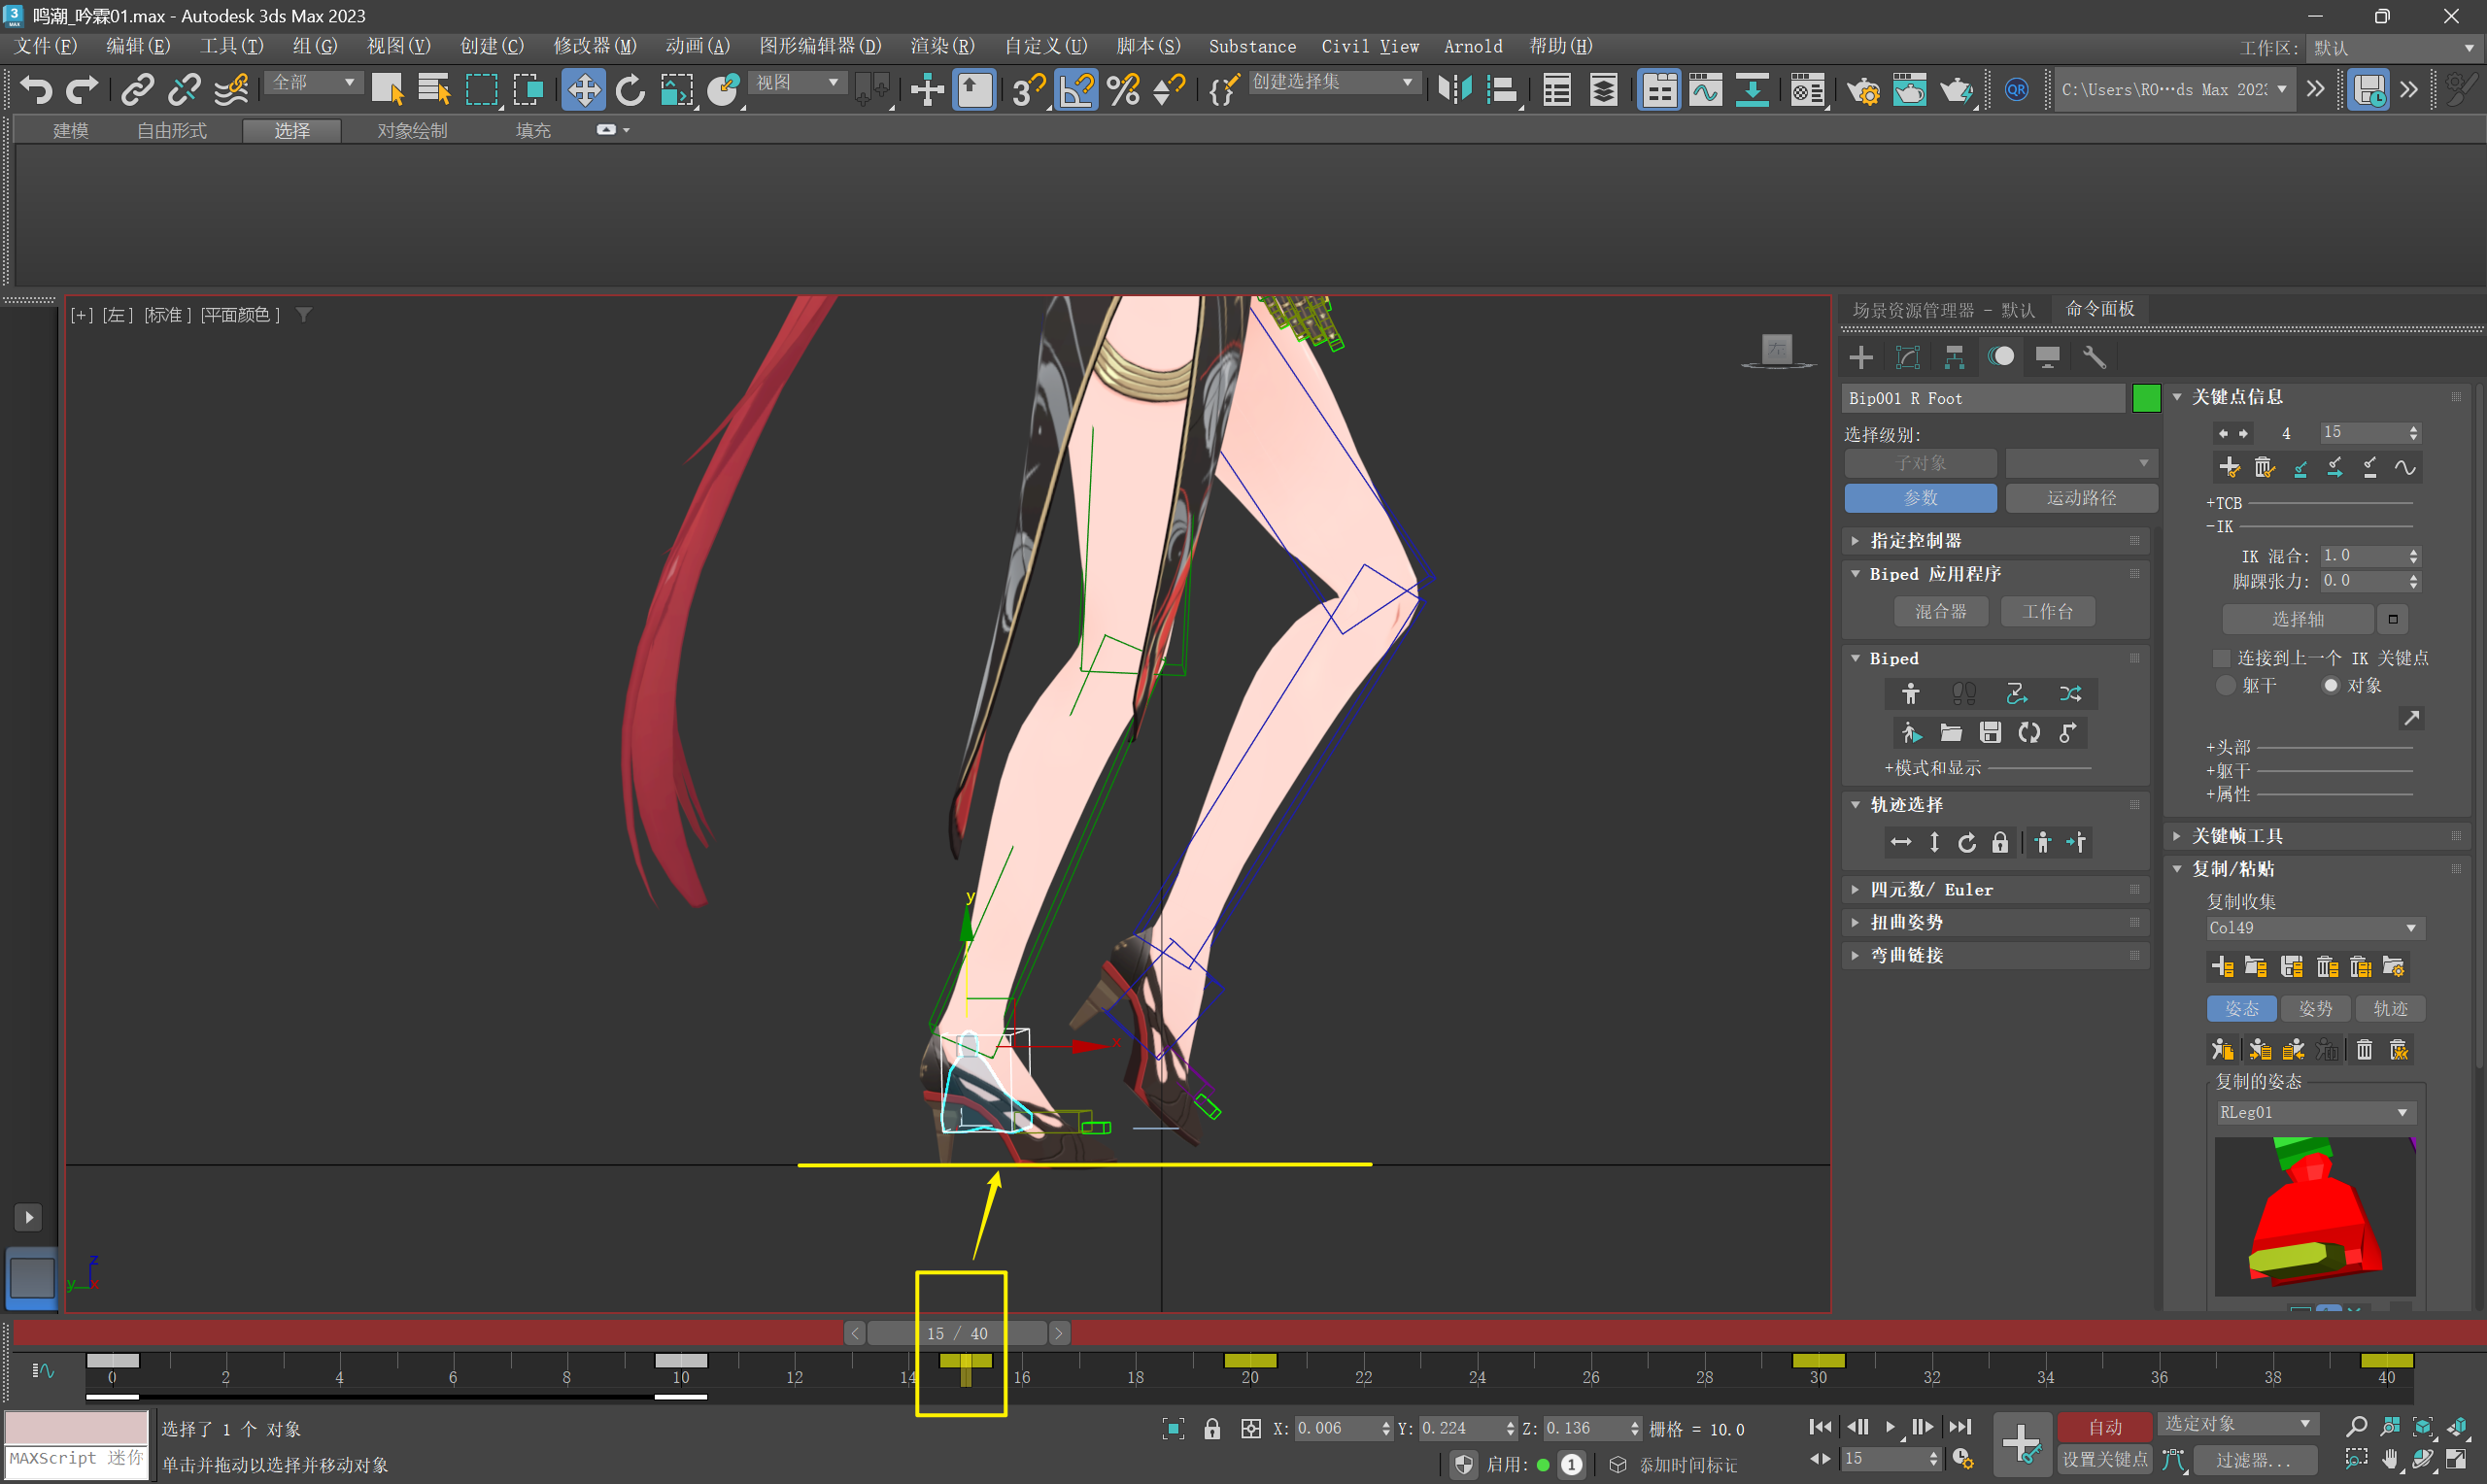 鸣潮_吟霖01.max - Autodesk 3ds Max 2023
文件(F) 编辑(E) 工具(T) 组(G) 视图(V) 创建(C) 修改器(M) 动画(A) 图形编辑器(D) 渲染(R) 自定义(U) 脚本(S) Substance Civil View Arnold 帮助(H)
工作区: 默认
全部 视图 创建选择集 QR C:\Users\RO…ds Max 202
建模 自由形式 选择 对象绘制 填充
[+] [左] [标准] [平面颜色]
场景资源管理器 - 默认 命令面板
Bip001 R Foot
选择级别:
子对象
参数 运动路径
指定控制器
Biped 应用程序
混合器 工作台
Biped
+模式和显示
轨迹选择
四元数/ Euler
扭曲姿势
弯曲链接
关键点信息
4 15
+TCB
-IK
IK 混合: 1.0
脚踝张力: 0.0
选择轴
连接到上一个 IK 关键点
躯干 对象
+头部
+躯干
+属性
关键帧工具
复制/粘贴
复制收集
Col49
姿态 姿势 轨迹
复制的姿态
RLeg01
左
y
x
z
y x
15 / 40
0 2 4 6 8 10 12 14 16 18 20 22 24 26 28 30 32 34 36 38 40
选择了 1 个 对象
MAXScript 迷你
单击并拖动以选择并移动对象
X: 0.006 Y: 0.224 Z: 0.136 栅格 = 10.0
启用: 1 添加时间标记
15
自动 选定对象
设置关键点 过滤器...